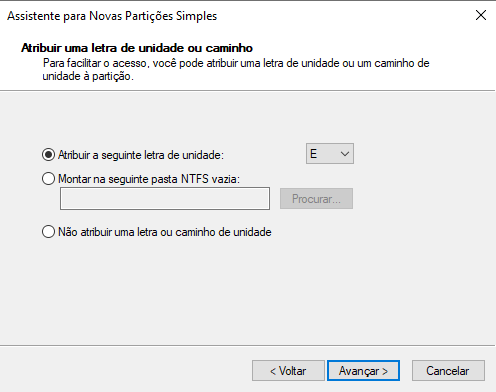 Assistente para Novas Partições Simples
Atribuir uma letra de unidade ou caminho
Para facilitar o acesso, você pode atribuir uma letra de unidade ou um caminho de
unidade à partição.
Atribuir a seguinte letra de unidade:
E
Montar na seguinte pasta NTFS vazia:
Procurar...
Não atribuir uma letra ou caminho de unidade
< Voltar
Avançar >
Cancelar